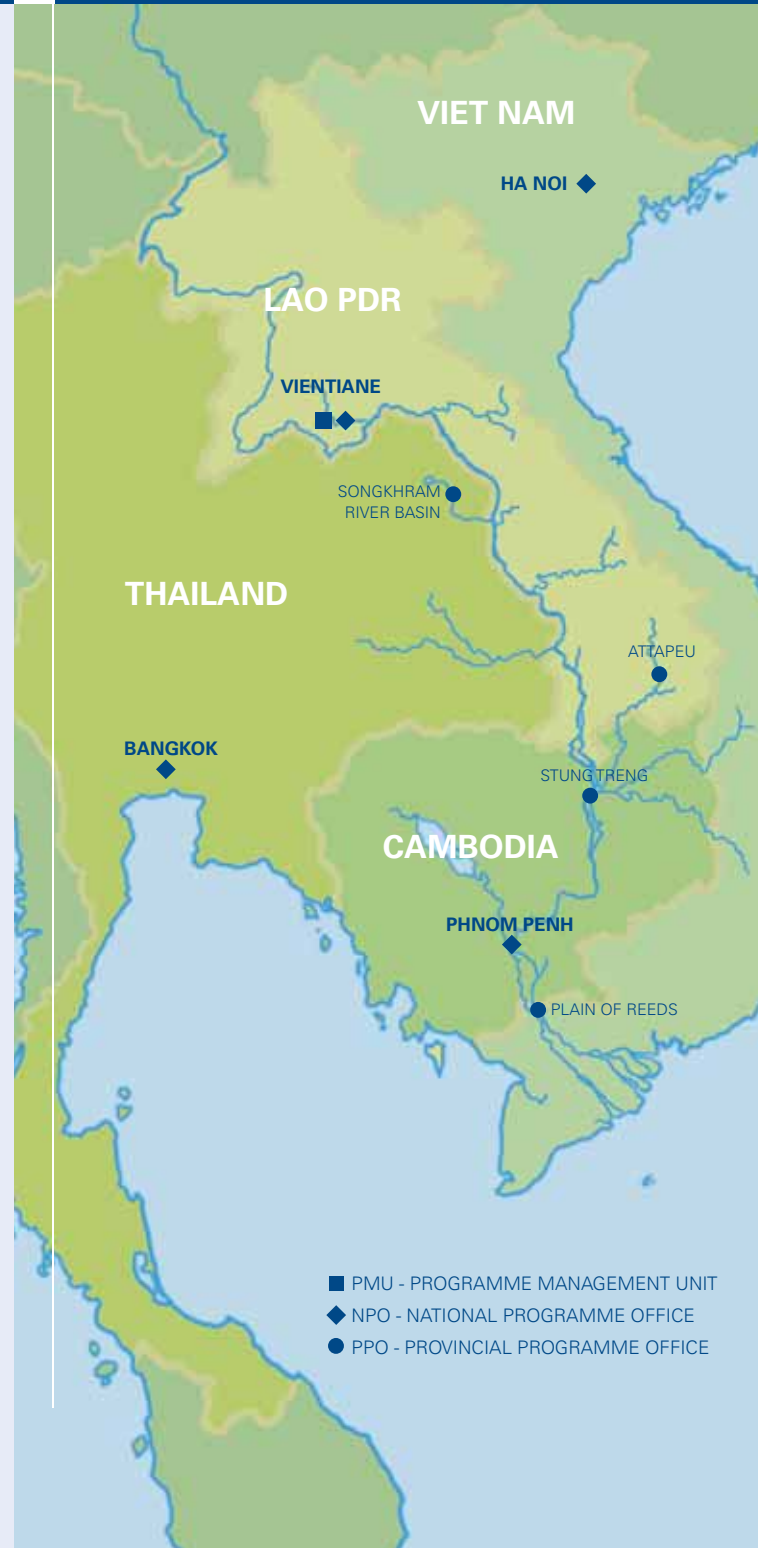 VIET NAM
HA NOI
LAO PDR
VIENTIANE
SONGKHRAM
RIVER BASIN
THAILAND
ATTAPEU
BANGKOK
STUNG TRENG
CAMBODIA
PHNOM PENH
PLAIN OF REEDS
PMU - PROGRAMME MANAGEMENT UNIT
NPO - NATIONAL PROGRAMME OFFICE
PPO - PROVINCIAL PROGRAMME OFFICE